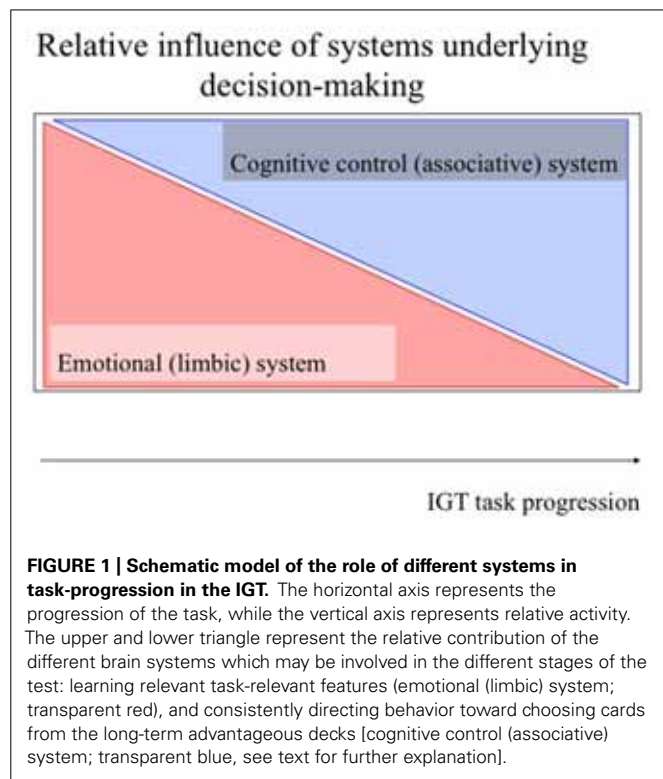 Relative influence of systems underlying
decision-making
Cognitive control (associative) system
Emotional (limbic) system
IGT task progression
FIGURE 1 | Schematic model of the role of different systems in
task-progression in the IGT. The horizontal axis represents the
progression of the task, while the vertical axis represents relative activity.
The upper and lower triangle represent the relative contribution of the
different brain systems which may be involved in the different stages of the
test: learning relevant task-relevant features (emotional (limbic) system;
transparent red), and consistently directing behavior toward choosing cards
from the long-term advantageous decks [cognitive control (associative)
system; transparent blue, see text for further explanation].